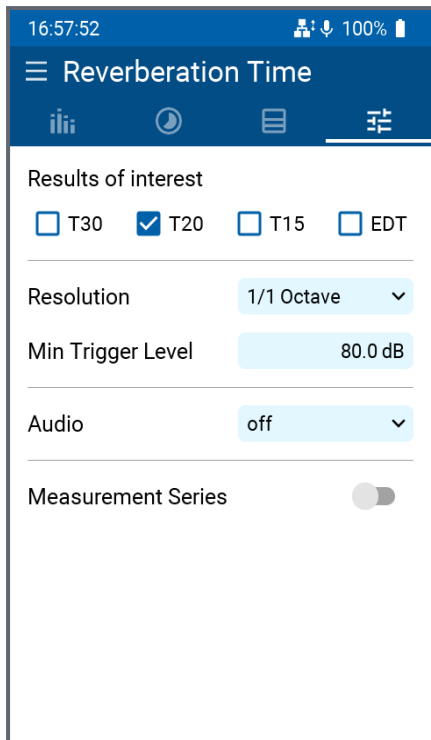 16:57:52 100%
Reverberation Time
Results of interest
T30 T20 T15 EDT
Resolution 1/1 Octave
Min Trigger Level 80.0 dB
Audio off
Measurement Series